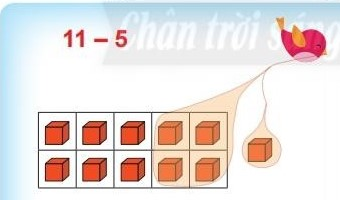 Chân trời sáng
11 – 5